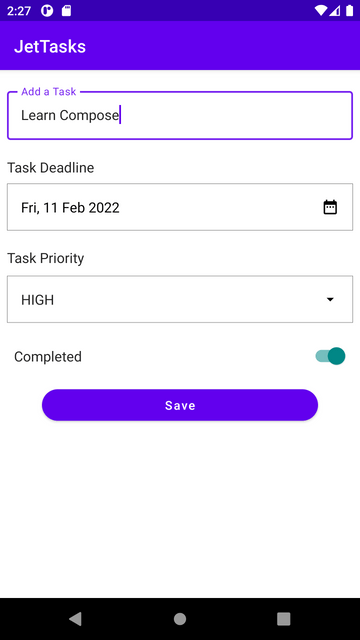 2:27
JetTasks
Add a Task
Learn Compose
Task Deadline
Fri, 11 Feb 2022
Task Priority
HIGH
Completed
Save